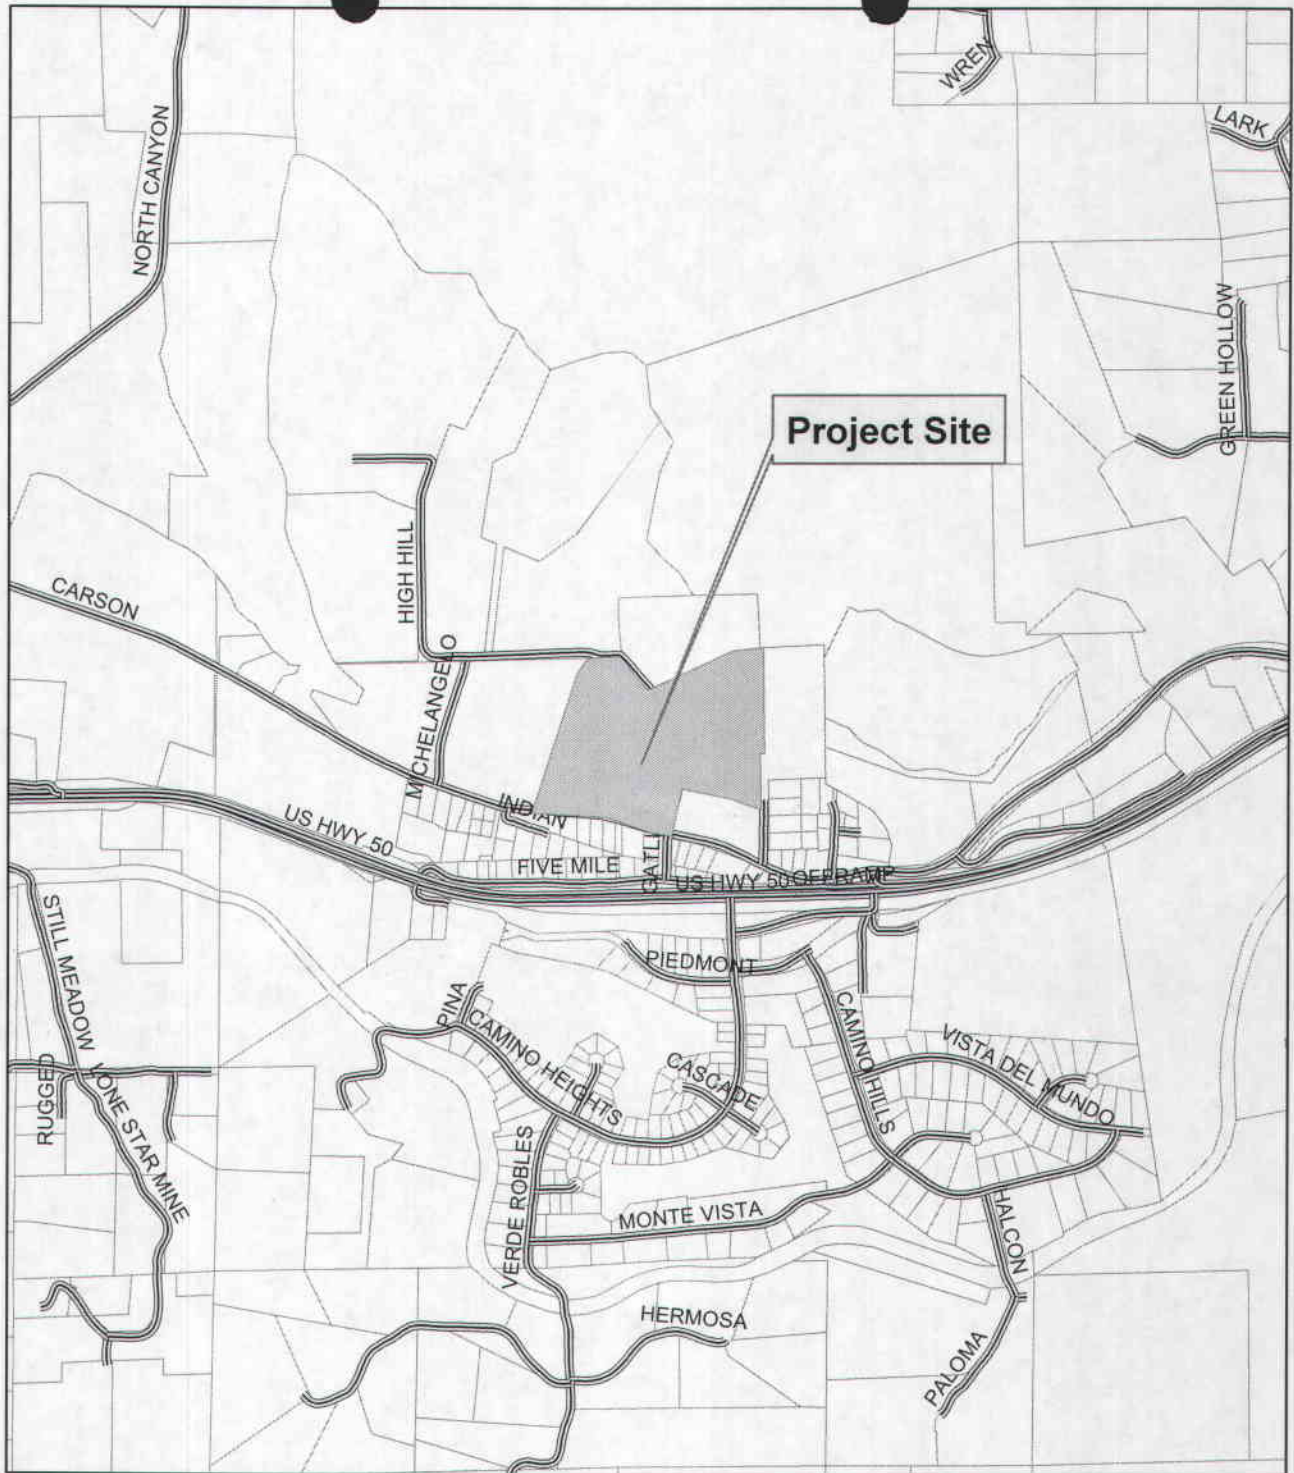 WREN
LARK
NORTH CANYON
GREEN HOLLOW
Project Site
HIGH HILL
CARSON
MICHELANGELO
INDIAN
US HWY 50
FIVE MILE
US HWY 50 OFFRAMP
STILL MEADOW
PIEDMONT
PINA
CAMINO HEIGHTS
CAMINO HILLS
VISTA DEL MUNDO
CASCADE
RUGGED
LONE STAR MINE
VERDE ROBLES
MONTE VISTA
HALCON
HERMOSA
PALOMA